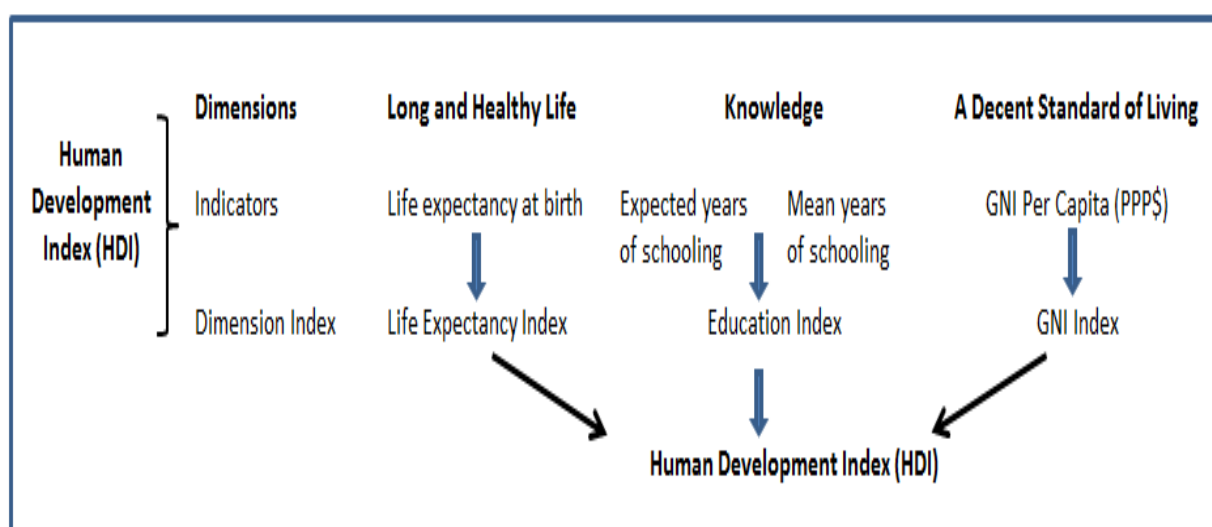 Dimensions Long and Healthy Life Knowledge A Decent Standard of Living
Human
Development
Index (HDI)
Indicators Life expectancy at birth Expected years Mean years GNI Per Capita (PPP$)
of schooling of schooling
Dimension Index Life Expectancy Index Education Index GNI Index
Human Development Index (HDI)